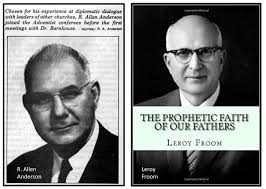 Chosen for his experience at diplomatic dialogue
with leaders of other churches, R. Allan Anderson
joined the Adventist conferees before the first
meetings with Dr. Barnhouse.
R. Allen
Anderson
THE PROPHETIC FAITH
OF OUR FATHERS
LEROY FROOM
Leroy
Froom